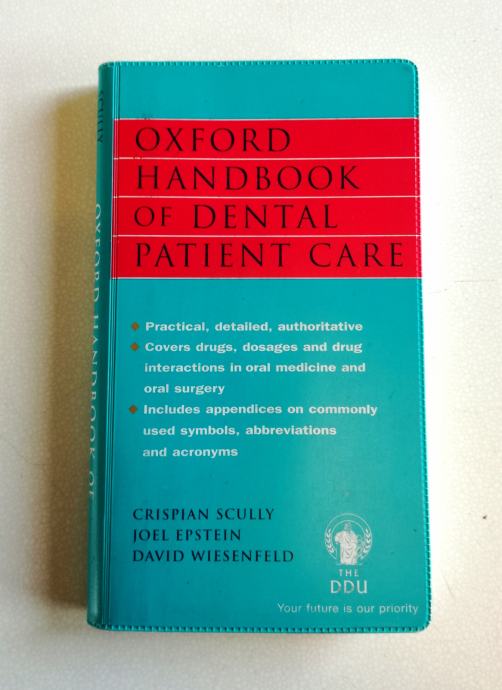 OXFORD
HANDBOOK
OF DENTAL
PATIENT CARE
Practical, detailed, authoritative
Covers drugs, dosages and drug
interactions in oral medicine and
oral surgery
Includes appendices on commonly
used symbols, abbreviations
and acronyms
CRISPIAN SCULLY
JOEL EPSTEIN
DAVID WIESENFELD
THE
DDU
Your future is our priority
SCULLY
OXFORD HANDBOOK OF